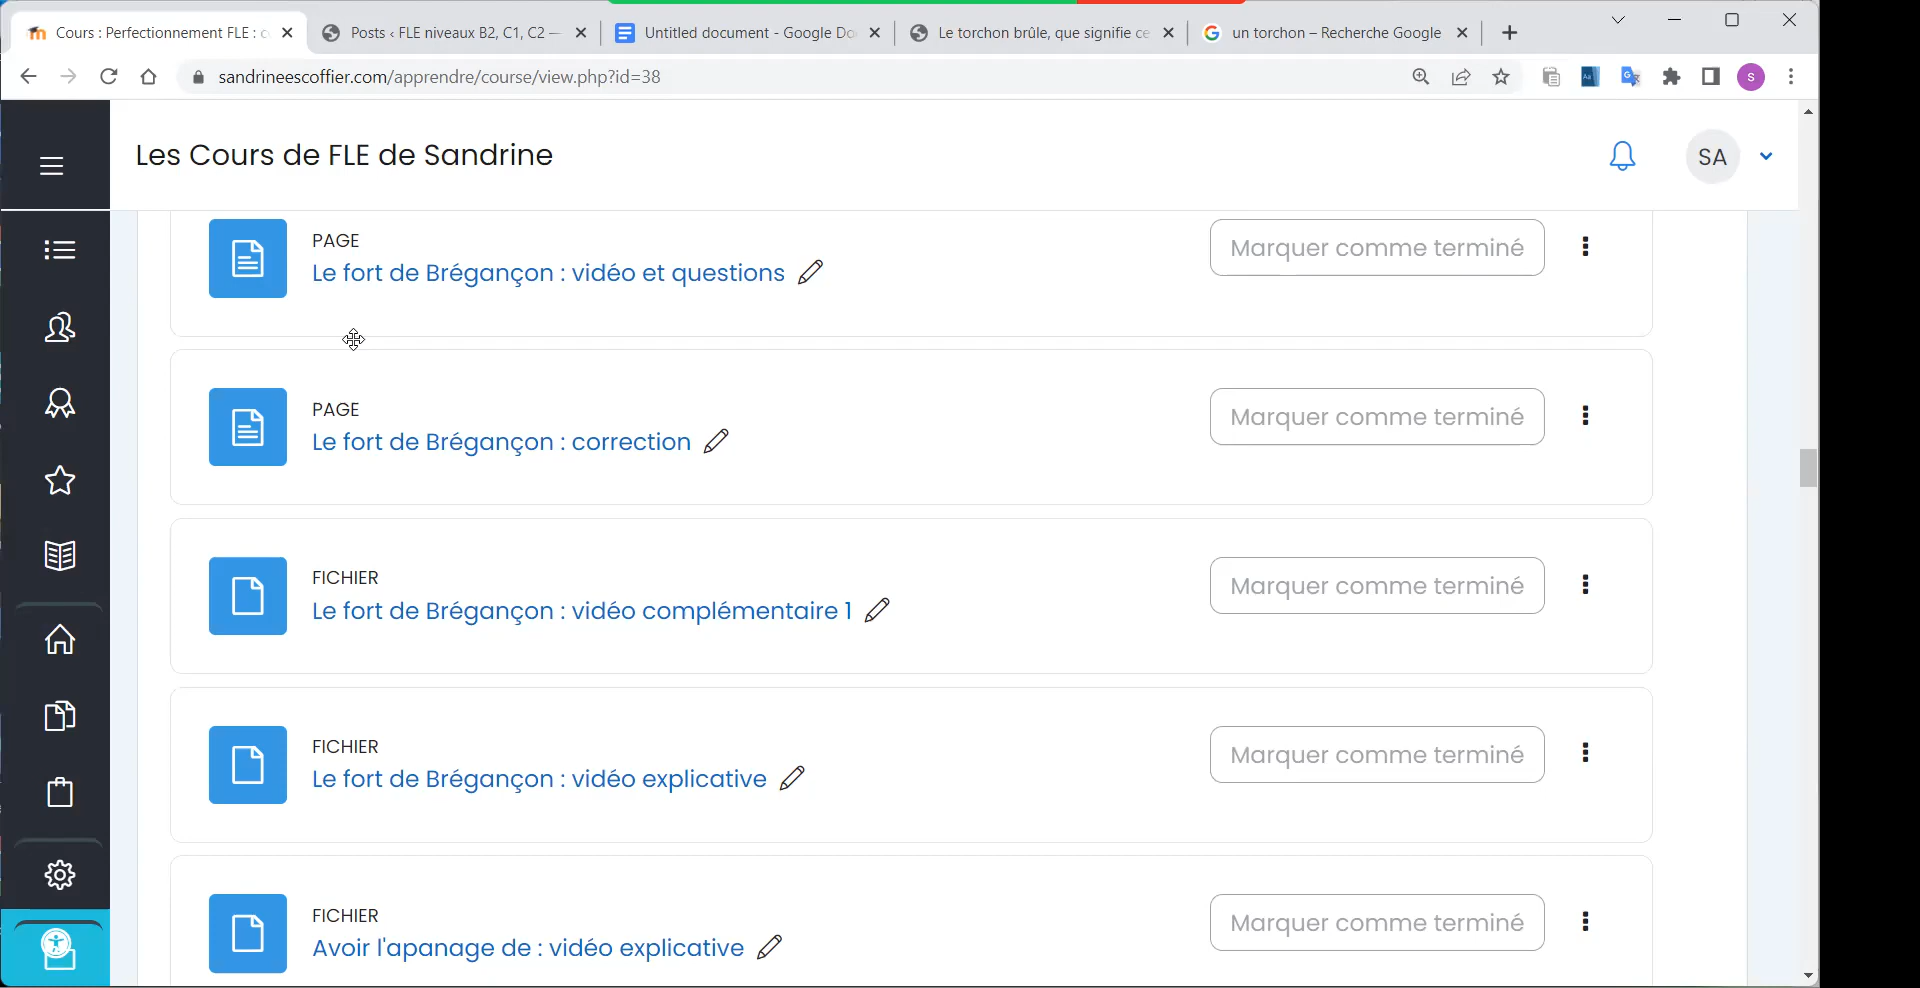 Cours : Perfectionnement FLE : c
Posts ‹ FLE niveaux B2, C1, C2 —
Untitled document - Google Do
Le torchon brûle, que signifie ce
un torchon – Recherche Google
sandrineescoffier.com/apprendre/course/view.php?id=38
S
Les Cours de FLE de Sandrine
SA
PAGE
Le fort de Brégançon : vidéo et questions
Marquer comme terminé
PAGE
Le fort de Brégançon : correction
Marquer comme terminé
FICHIER
Le fort de Brégançon : vidéo complémentaire 1
Marquer comme terminé
FICHIER
Le fort de Brégançon : vidéo explicative
Marquer comme terminé
FICHIER
Avoir l'apanage de : vidéo explicative
Marquer comme terminé